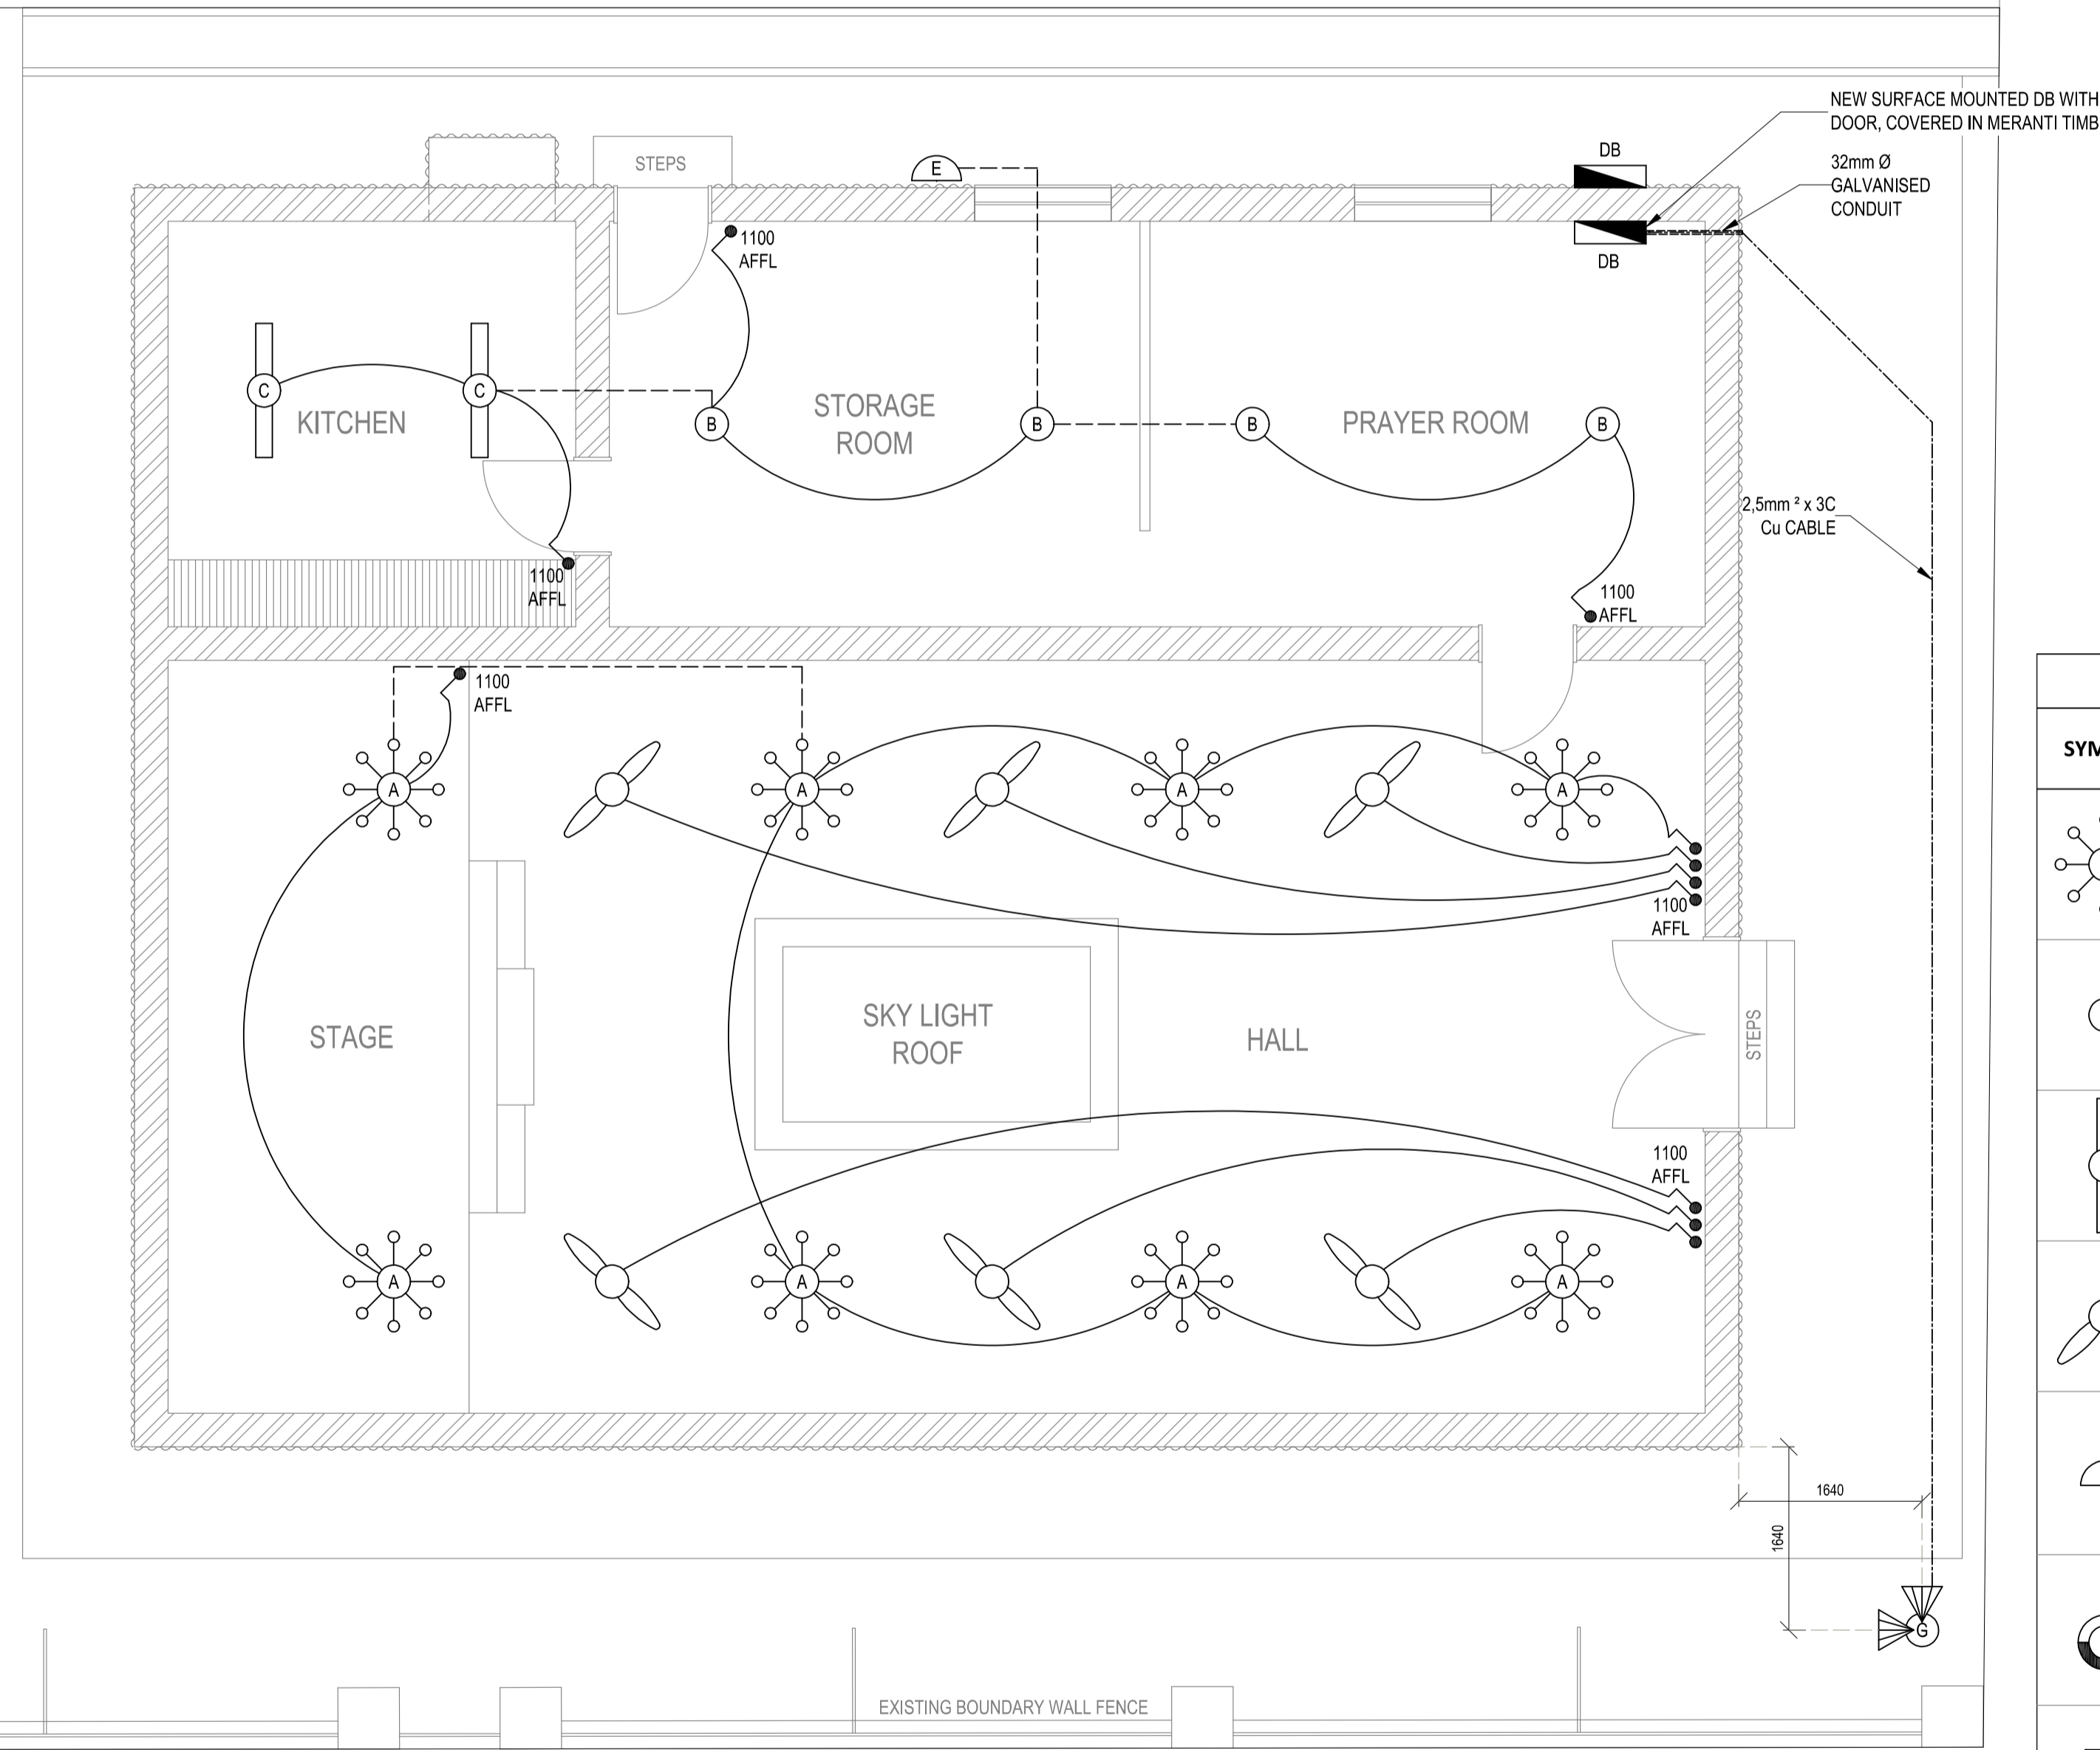 NEW SURFACE MOUNTED DB WITH
DOOR, COVERED IN MERANTI TIMB
DB
32mm Ø
GALVANISED
CONDUIT
STEPS
E
1100
AFFL
DB
C
C
KITCHEN
B
STORAGE
ROOM
B
B
PRAYER ROOM
B
2,5mm ² x 3C
Cu CABLE
1100
AFFL
1100
AFFL
1100
AFFL
SYM
A
A
A
A
1100
AFFL
STAGE
SKY LIGHT
ROOF
HALL
STEPS
1100
AFFL
A
A
A
A
1640
1640
G
EXISTING BOUNDARY WALL FENCE